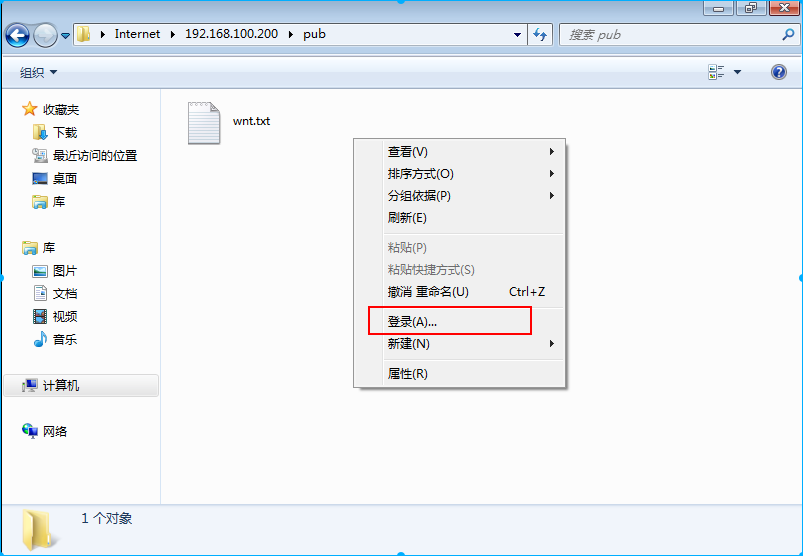 Internet 192.168.100.200 pub
搜索 pub
组织
收藏夹
下载
最近访问的位置
桌面
库
库
图片
文档
视频
音乐
计算机
网络
wnt.txt
查看(V)
排序方式(O)
分组依据(P)
刷新(E)
粘贴(P)
粘贴快捷方式(S)
撤消 重命名(U) Ctrl+Z
登录(A)...
新建(N)
属性(R)
1 个对象